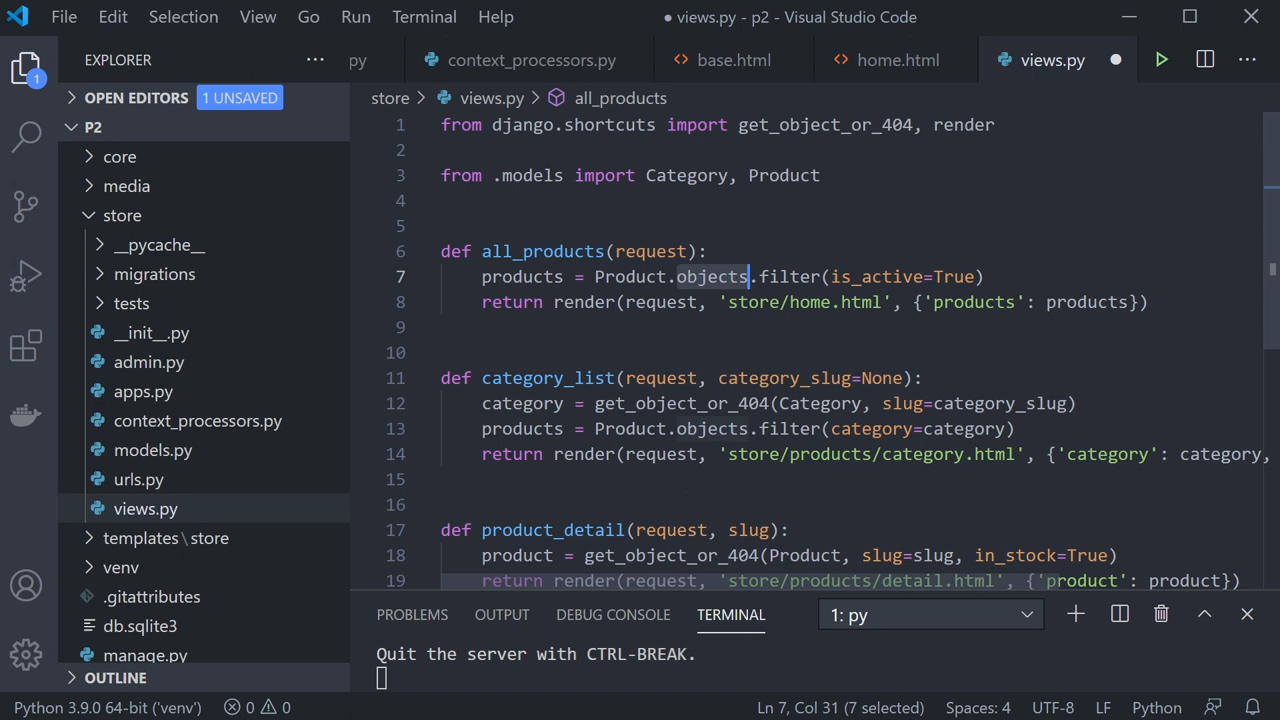 File Edit Selection View Go Run Terminal Help
● views.py - p2 - Visual Studio Code
EXPLORER ···
py context_processors.py base.html home.html views.py ●
1
OPEN EDITORS 1 UNSAVED
P2
core
media
store
__pycache__
migrations
tests
__init__.py
admin.py
apps.py
context_processors.py
models.py
urls.py
views.py
templates\store
venv
.gitattributes
db.sqlite3
manage.py
OUTLINE
store > views.py > all_products
1 from django.shortcuts import get_object_or_404, render
2
3 from .models import Category, Product
4
5
6 def all_products(request):
7 products = Product.objects.filter(is_active=True)
8 return render(request, 'store/home.html', {'products': products})
9
10
11 def category_list(request, category_slug=None):
12 category = get_object_or_404(Category, slug=category_slug)
13 products = Product.objects.filter(category=category)
14 return render(request, 'store/products/category.html', {'category': category,
15
16
17 def product_detail(request, slug):
18 product = get_object_or_404(Product, slug=slug, in_stock=True)
19 return render(request, 'store/products/detail.html', {'product': product})
PROBLEMS OUTPUT DEBUG CONSOLE TERMINAL 1: py
Quit the server with CTRL-BREAK.
Python 3.9.0 64-bit ('venv') 0 0 Ln 7, Col 31 (7 selected) Spaces: 4 UTF-8 LF Python